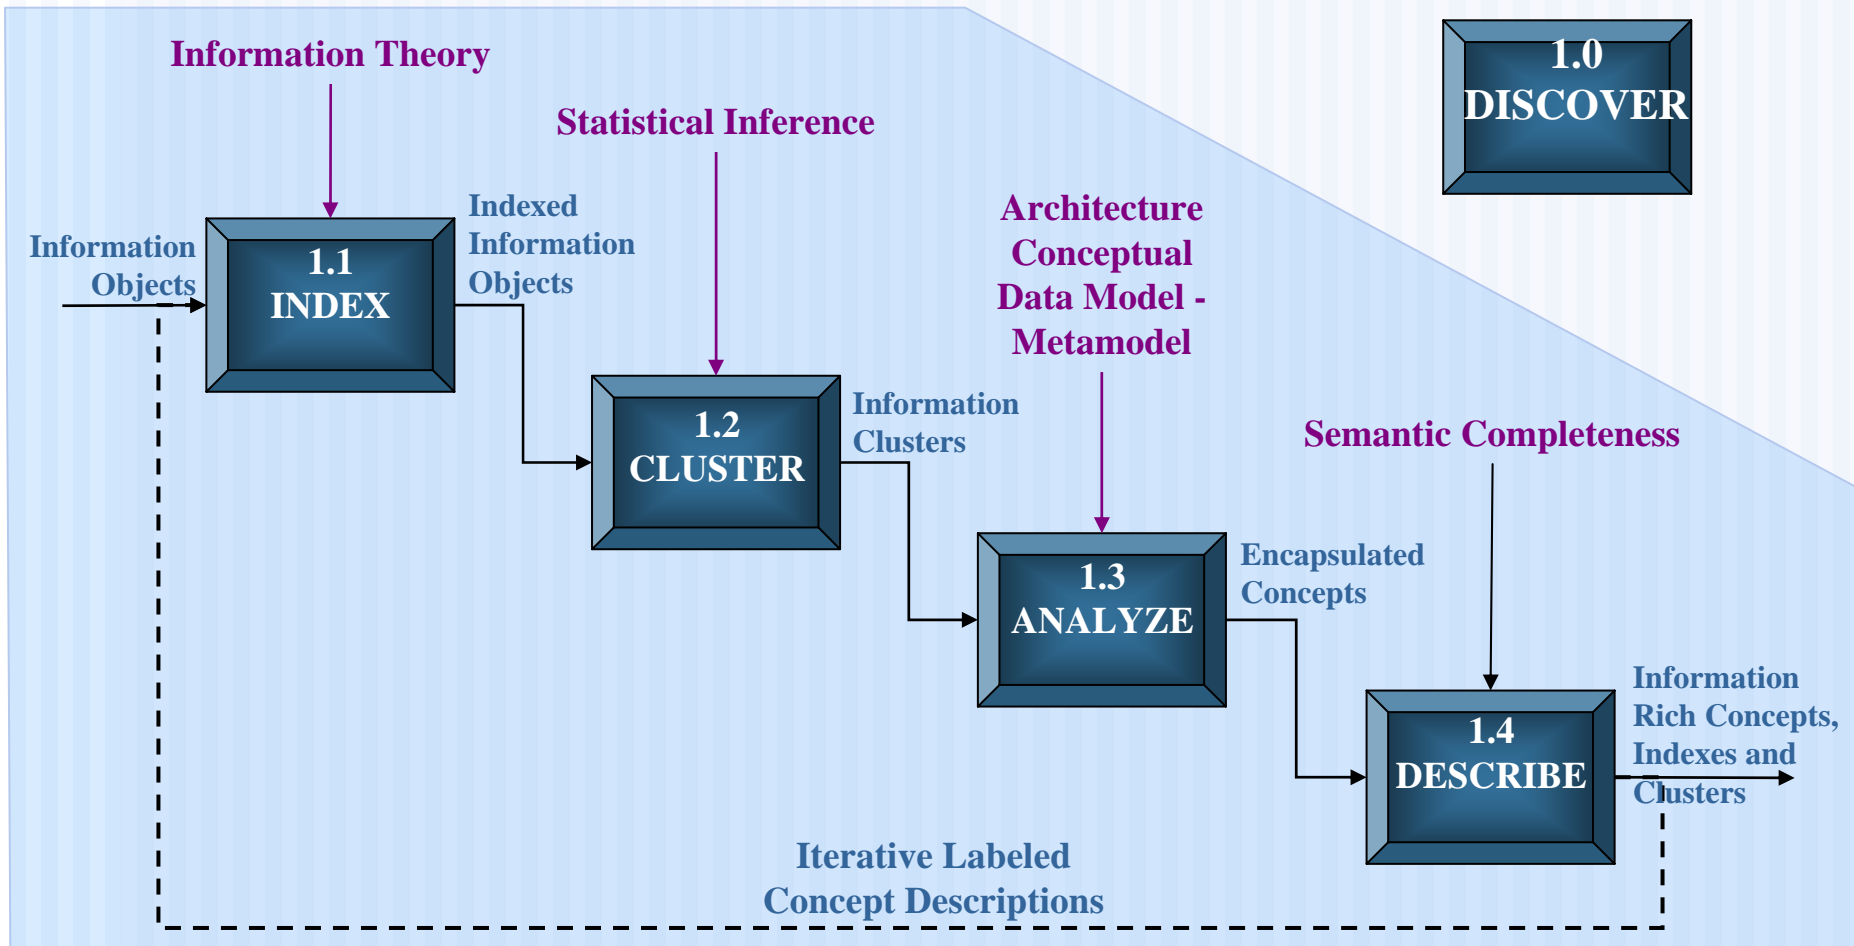 Information Theory
1.0
DISCOVER
Statistical Inference
Information
Objects
1.1
INDEX
Indexed
Information
Objects
Architecture
Conceptual
Data Model -
Metamodel
1.2
CLUSTER
Information
Clusters
Semantic Completeness
1.3
ANALYZE
Encapsulated
Concepts
1.4
DESCRIBE
Information
Rich Concepts,
Indexes and
Clusters
Iterative Labeled
Concept Descriptions